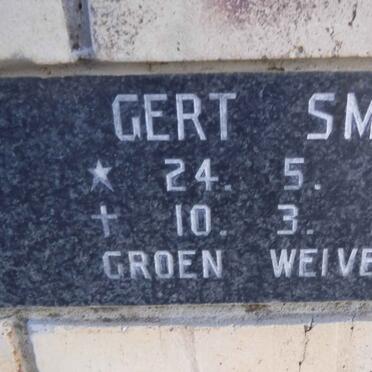 GERT SM
★ 24. 5.
✝ 10. 3.
GROEN WEIVE